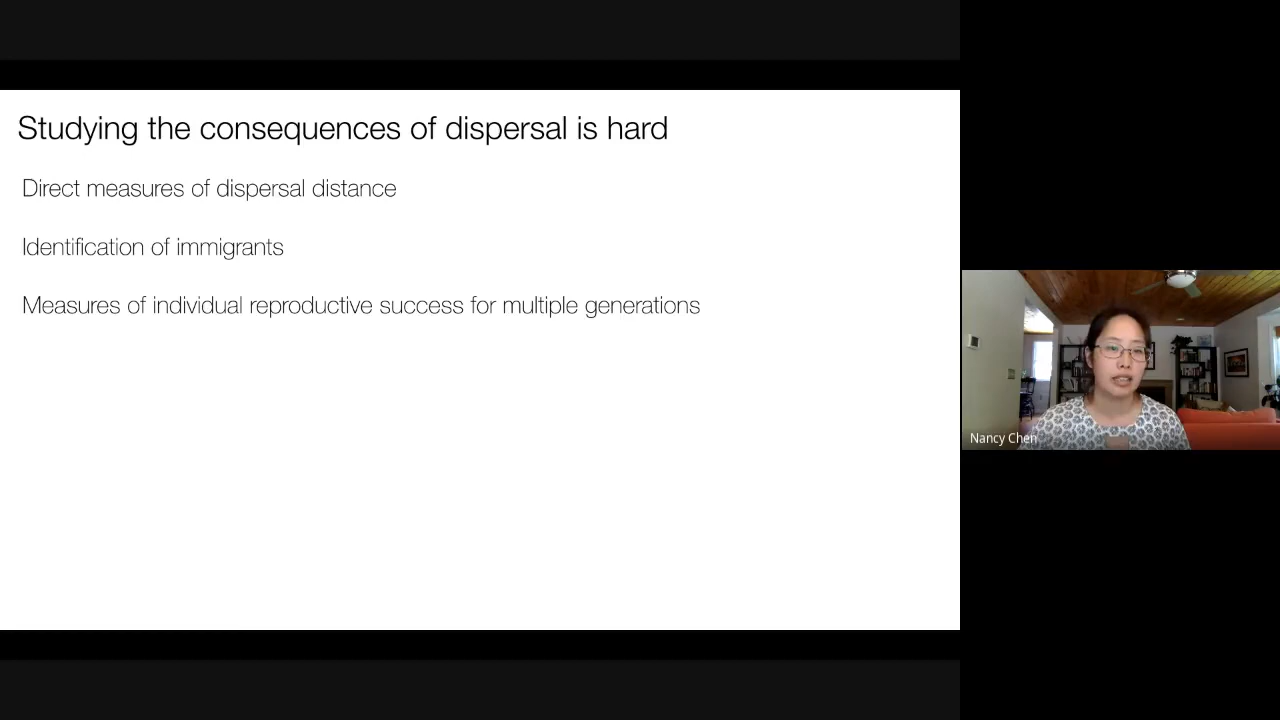 Studying the consequences of dispersal is hard
Direct measures of dispersal distance
Identification of immigrants
Measures of individual reproductive success for multiple generations
Nancy Chen